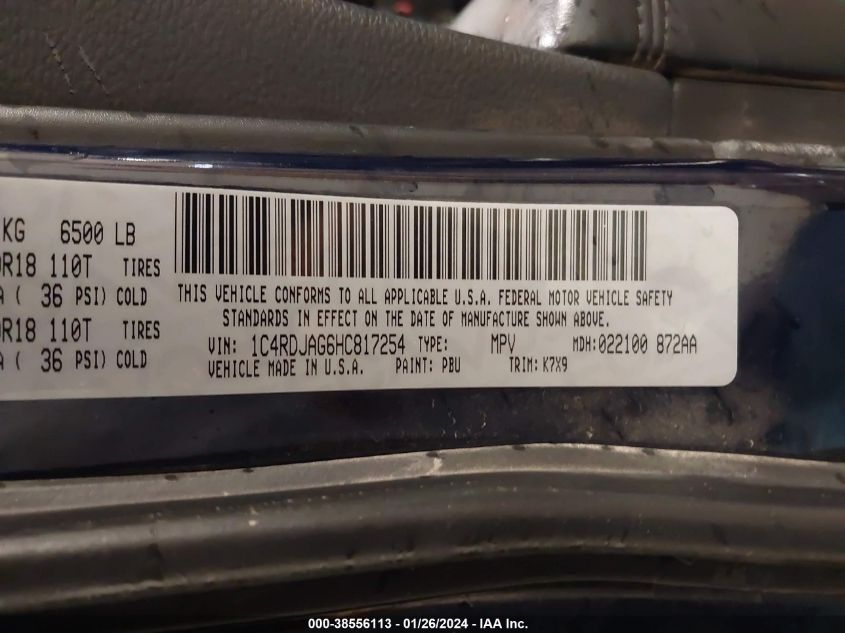 KG 6500 LB
R18 110T TIRES
( 36 PSI) COLD
R18 110T TIRES
( 36 PSI) COLD
THIS VEHICLE CONFORMS TO ALL APPLICABLE U.S.A. FEDERAL MOTOR VEHICLE SAFETY
STANDARDS IN EFFECT ON THE DATE OF MANUFACTURE SHOWN ABOVE.
VIN: 1C4RDJAG6HC817254 TYPE: MPV MDH:022100 872AA
VEHICLE MADE IN U.S.A. PAINT: PBU TRIM: K7X9
000-38556113 - 01/26/2024 - IAA Inc.